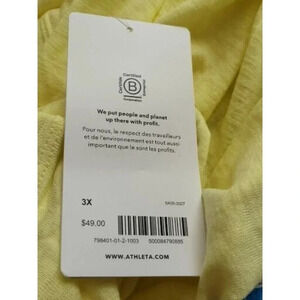 Certified
B
Corporation
We put people and planet
up there with profit.
Pour nous, le respect des travailleurs
et de l'environnement est tout aussi
important que le sont les profits.
3X
$49.00
798401-01-2-1003
500084790885
WWW.ATHLETA.COM